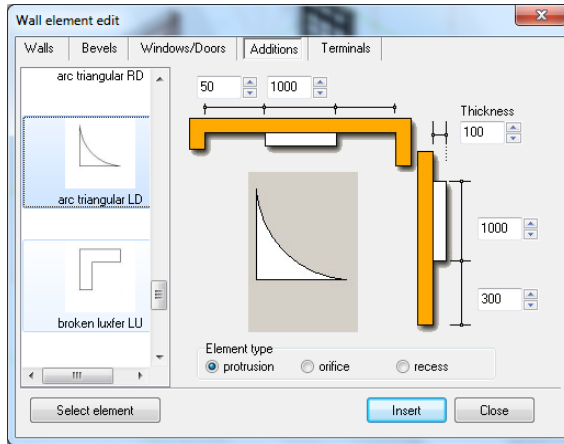 Wall element edit
Walls
Bevels
Windows/Doors
Additions
Terminals
arc triangular RD
arc triangular LD
broken luxfer LU
50
1000
Thickness
100
1000
300
Element type
protrusion
orifice
recess
Select element
Insert
Close